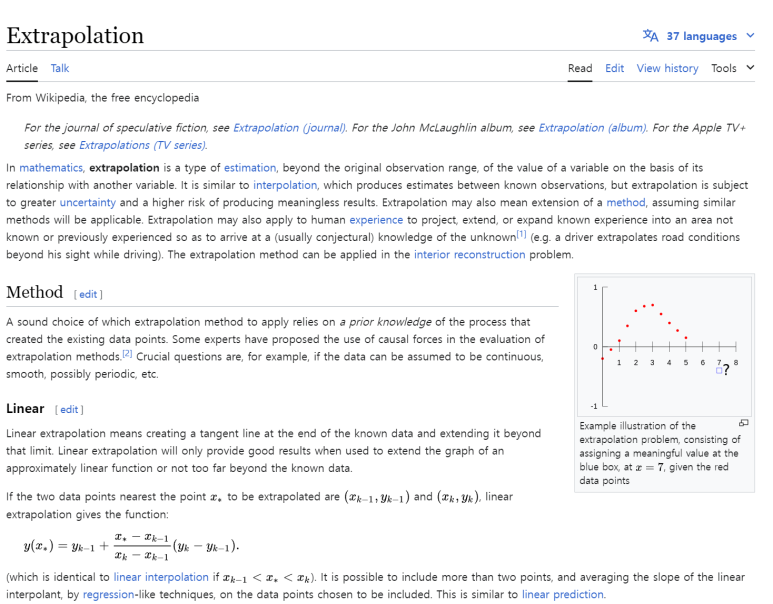 Extrapolation
37 languages
Article Talk Read Edit View history Tools
From Wikipedia, the free encyclopedia
For the journal of speculative fiction, see Extrapolation (journal). For the John McLaughlin album, see Extrapolation (album). For the Apple TV+
series, see Extrapolations (TV series).
In mathematics, extrapolation is a type of estimation, beyond the original observation range, of the value of a variable on the basis of its
relationship with another variable. It is similar to interpolation, which produces estimates between known observations, but extrapolation is subject
to greater uncertainty and a higher risk of producing meaningless results. Extrapolation may also mean extension of a method, assuming similar
methods will be applicable. Extrapolation may also apply to human experience to project, extend, or expand known experience into an area not
known or previously experienced so as to arrive at a (usually conjectural) knowledge of the unknown[1] (e.g. a driver extrapolates road conditions
beyond his sight while driving). The extrapolation method can be applied in the interior reconstruction problem.
Method [edit]
A sound choice of which extrapolation method to apply relies on a prior knowledge of the process that
created the existing data points. Some experts have proposed the use of causal forces in the evaluation of
extrapolation methods.[2] Crucial questions are, for example, if the data can be assumed to be continuous,
smooth, possibly periodic, etc.
Linear [edit]
Linear extrapolation means creating a tangent line at the end of the known data and extending it beyond
that limit. Linear extrapolation will only provide good results when used to extend the graph of an
approximately linear function or not too far beyond the known data.
If the two data points nearest the point x_* to be extrapolated are (x_{k-1}, y_{k-1}) and (x_k, y_k), linear
extrapolation gives the function:
y(x_*) = y_{k-1} + \frac{x_* - x_{k-1}}{x_k - x_{k-1}}(y_k - y_{k-1}).
(which is identical to linear interpolation if x_{k-1} < x_* < x_k). It is possible to include more than two points, and averaging the slope of the linear
interpolant, by regression-like techniques, on the data points chosen to be included. This is similar to linear prediction.
1
0
1 2 3 4 5 6 7 8
?
-1
Example illustration of the
extrapolation problem, consisting of
assigning a meaningful value at the
blue box, at x = 7, given the red
data points